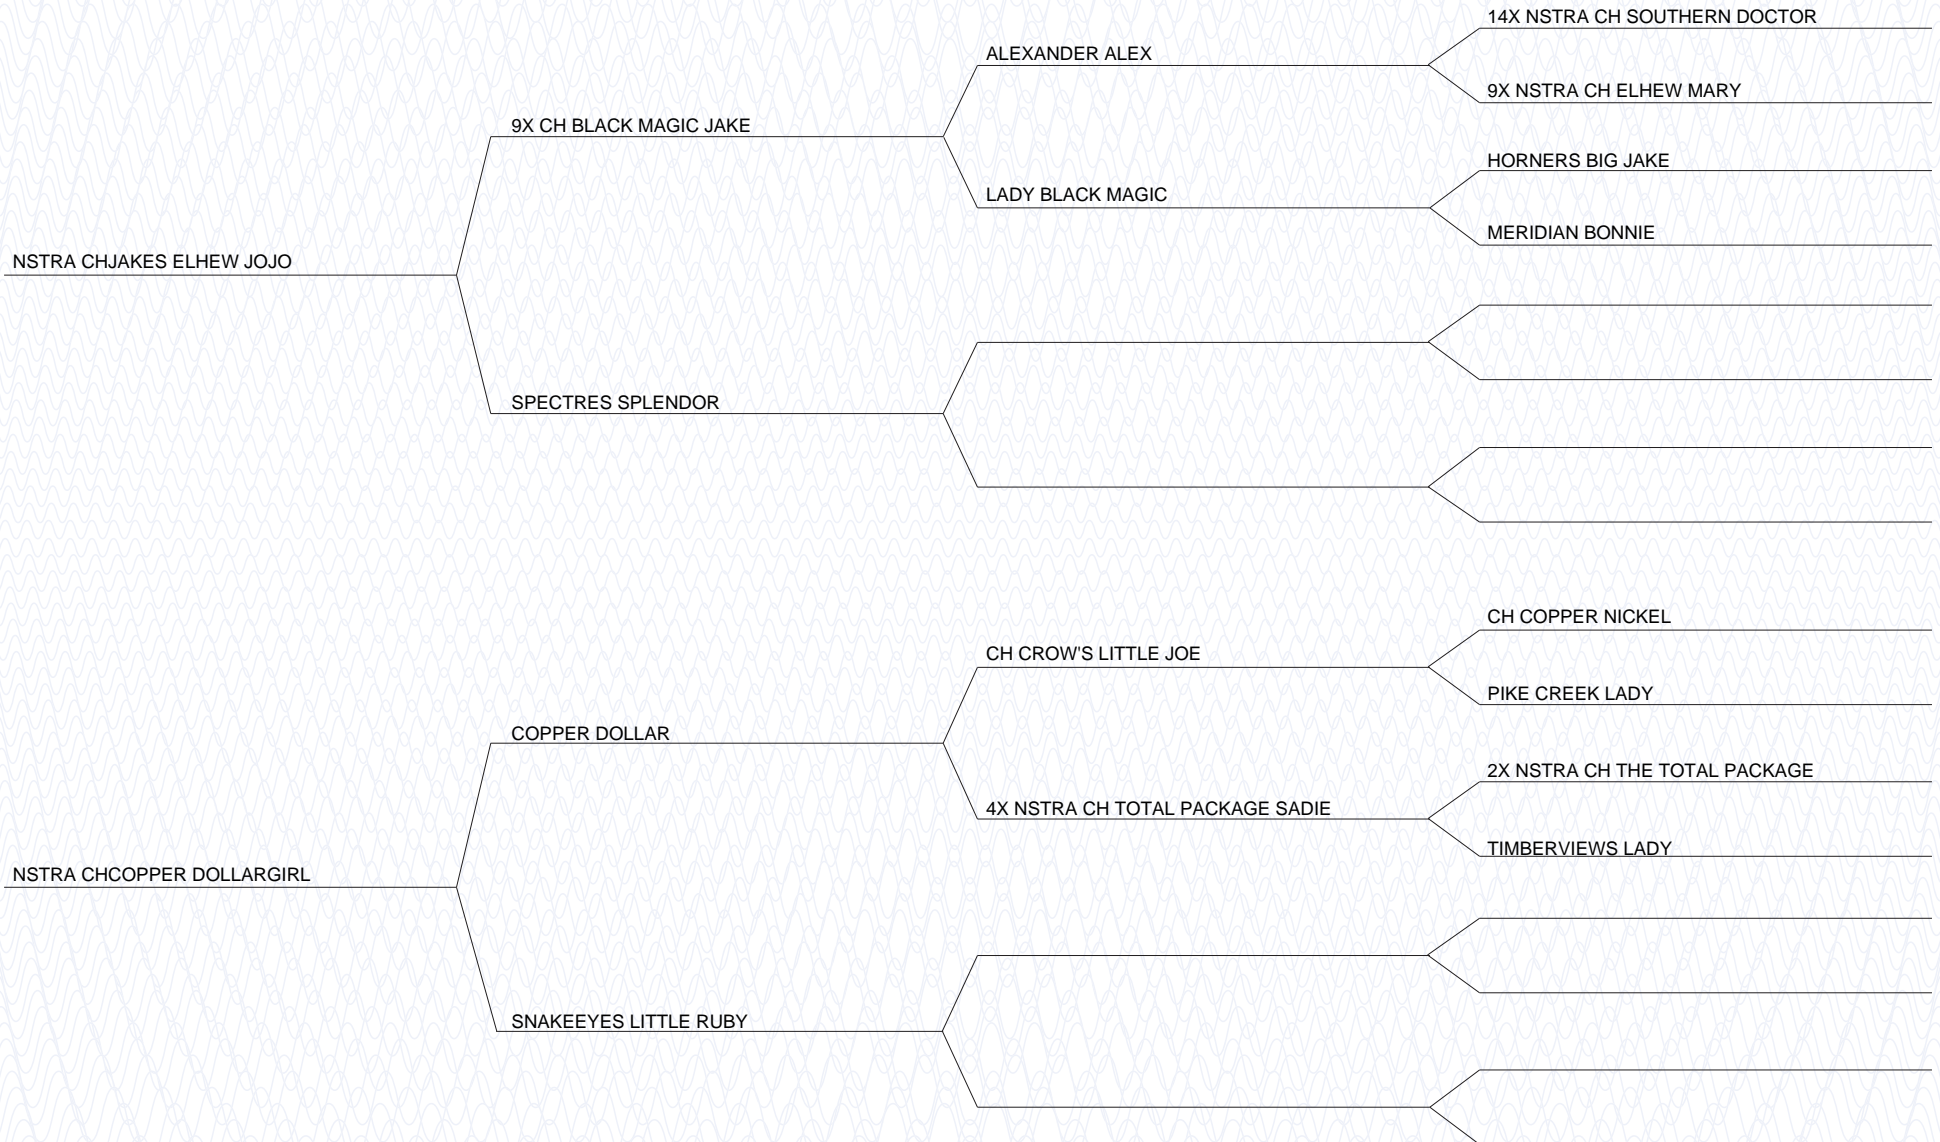 14X NSTRA CH SOUTHERN DOCTOR
ALEXANDER ALEX
9X NSTRA CH ELHEW MARY
9X CH BLACK MAGIC JAKE
HORNERS BIG JAKE
LADY BLACK MAGIC
MERIDIAN BONNIE
NSTRA CHJAKES ELHEW JOJO
SPECTRES SPLENDOR
CH COPPER NICKEL
CH CROW'S LITTLE JOE
PIKE CREEK LADY
COPPER DOLLAR
2X NSTRA CH THE TOTAL PACKAGE
4X NSTRA CH TOTAL PACKAGE SADIE
TIMBERVIEWS LADY
NSTRA CHCOPPER DOLLARGIRL
SNAKEEYES LITTLE RUBY